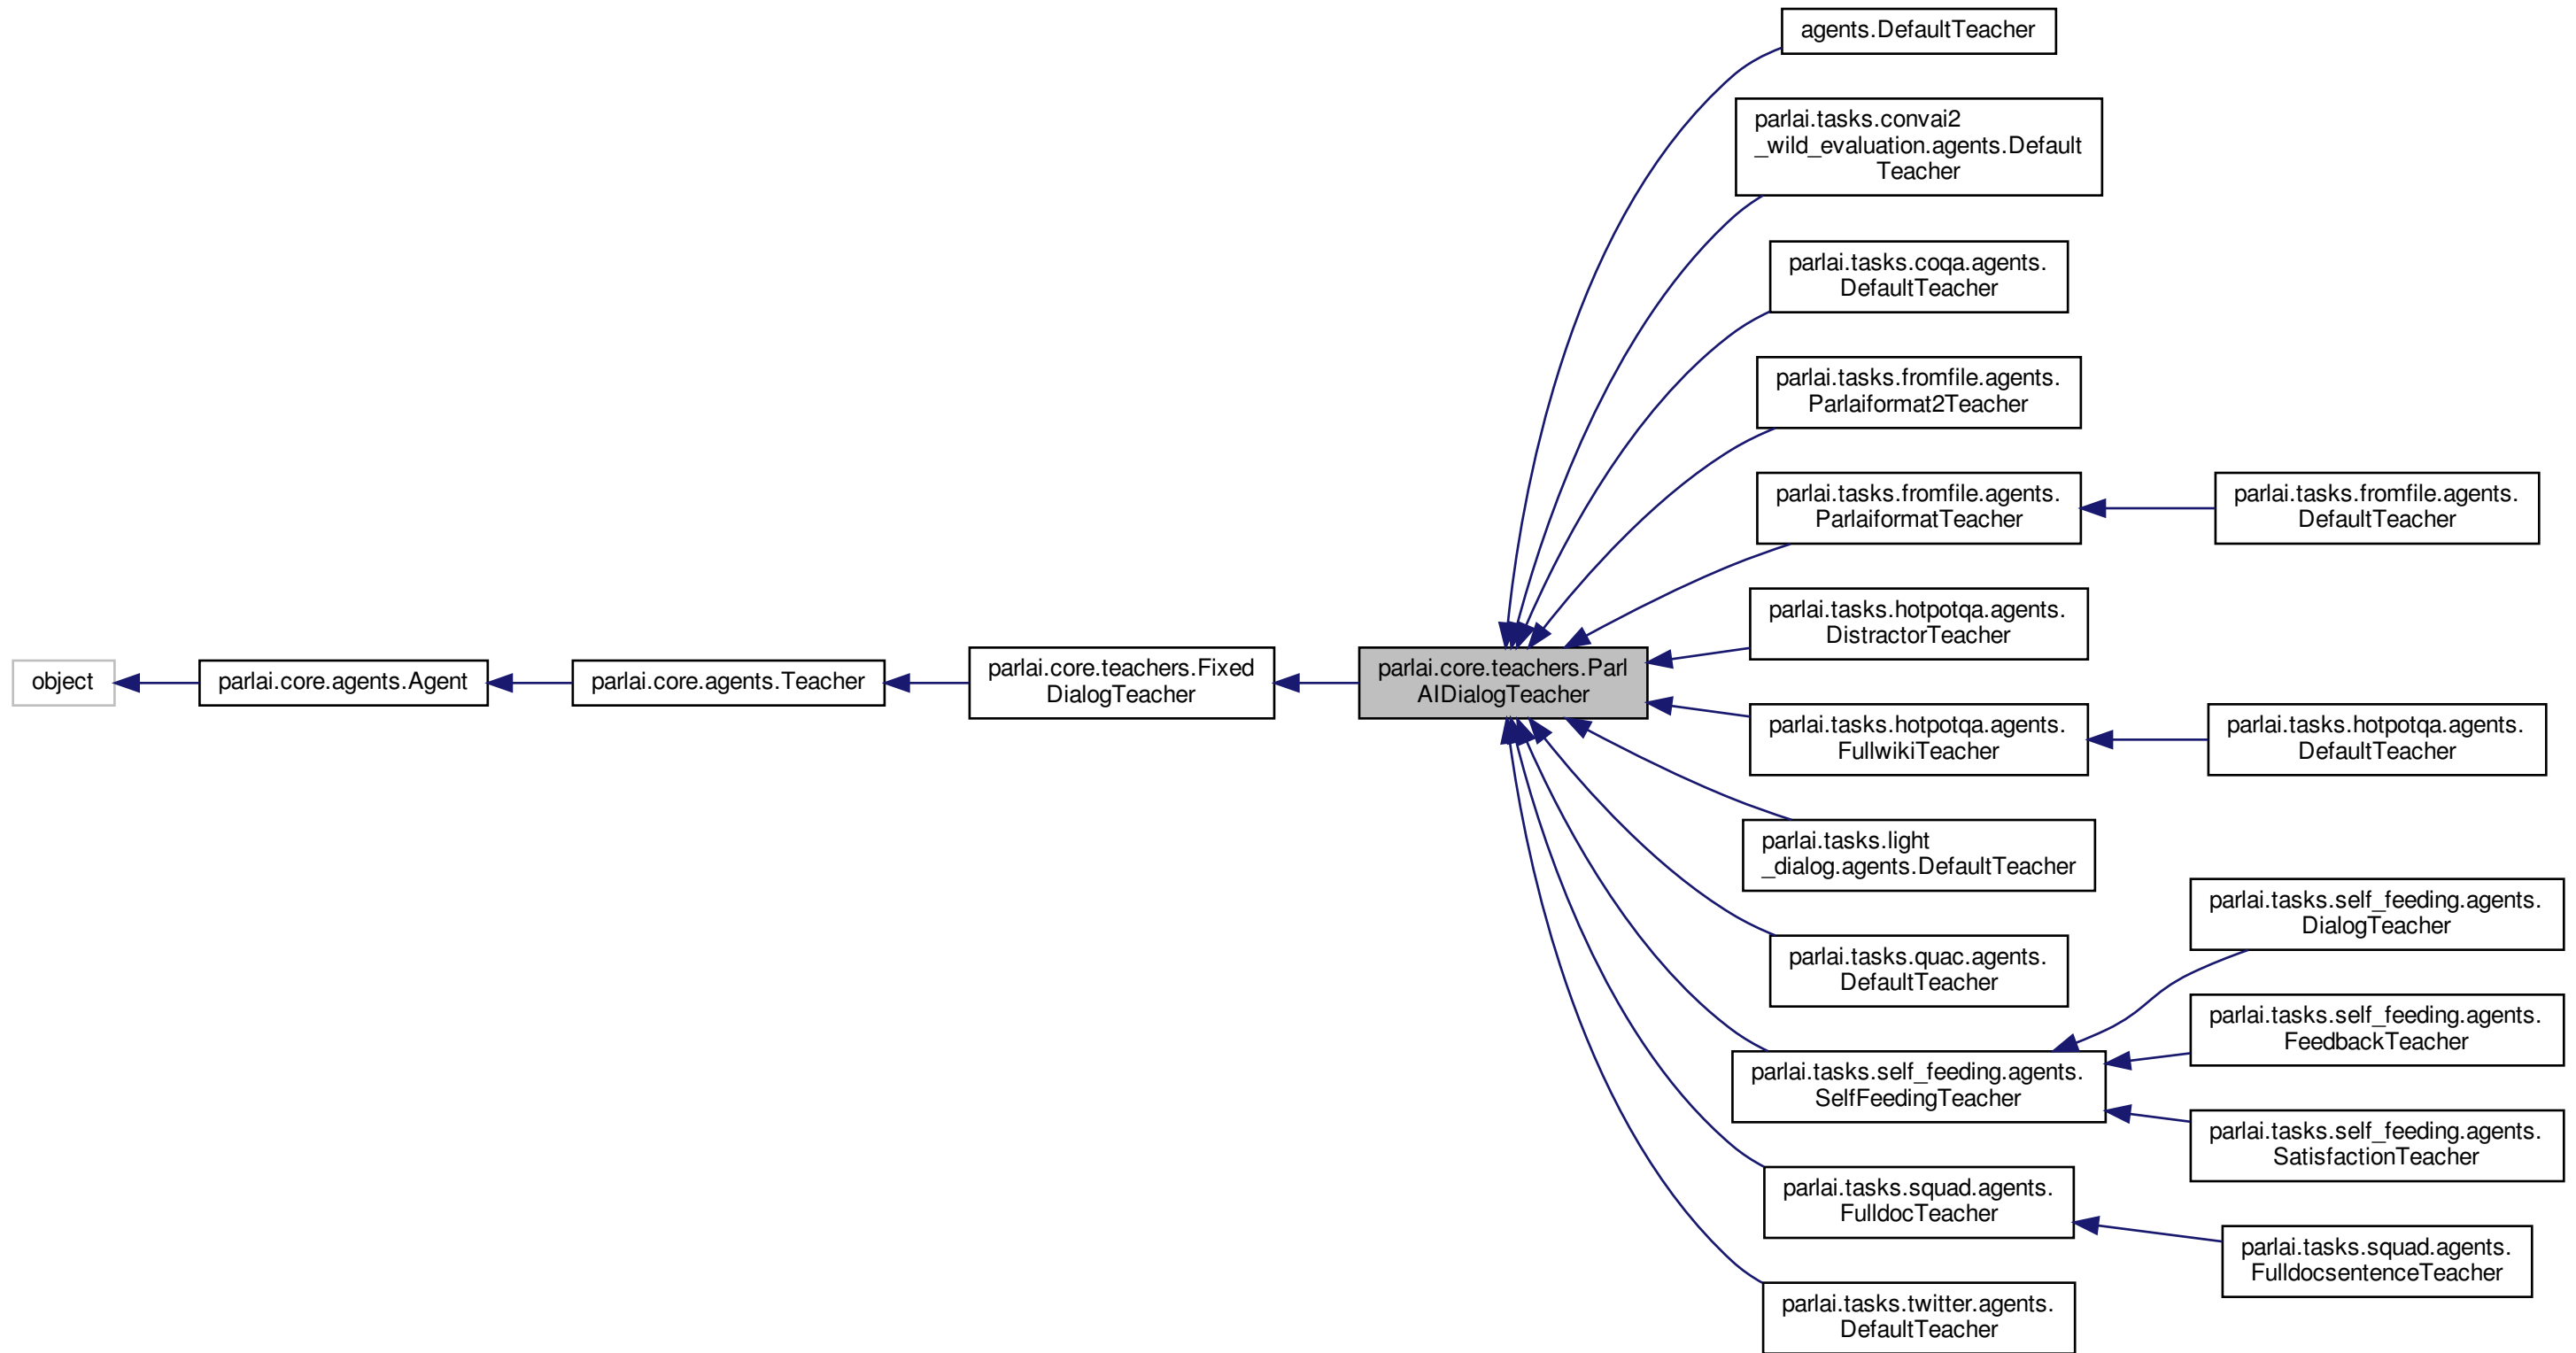 object
parlai.core.agents.Agent
parlai.core.agents.Teacher
parlai.core.teachers.Fixed
DialogTeacher
parlai.core.teachers.Parl
AIDialogTeacher
agents.DefaultTeacher
parlai.tasks.convai2
_wild_evaluation.agents.Default
Teacher
parlai.tasks.coqa.agents.
DefaultTeacher
parlai.tasks.fromfile.agents.
Parlaiformat2Teacher
parlai.tasks.fromfile.agents.
ParlaiformatTeacher
parlai.tasks.fromfile.agents.
DefaultTeacher
parlai.tasks.hotpotqa.agents.
DistractorTeacher
parlai.tasks.hotpotqa.agents.
FullwikiTeacher
parlai.tasks.hotpotqa.agents.
DefaultTeacher
parlai.tasks.light
_dialog.agents.DefaultTeacher
parlai.tasks.quac.agents.
DefaultTeacher
parlai.tasks.self_feeding.agents.
SelfFeedingTeacher
parlai.tasks.self_feeding.agents.
DialogTeacher
parlai.tasks.self_feeding.agents.
FeedbackTeacher
parlai.tasks.self_feeding.agents.
SatisfactionTeacher
parlai.tasks.squad.agents.
FulldocTeacher
parlai.tasks.squad.agents.
FulldocsentenceTeacher
parlai.tasks.twitter.agents.
DefaultTeacher